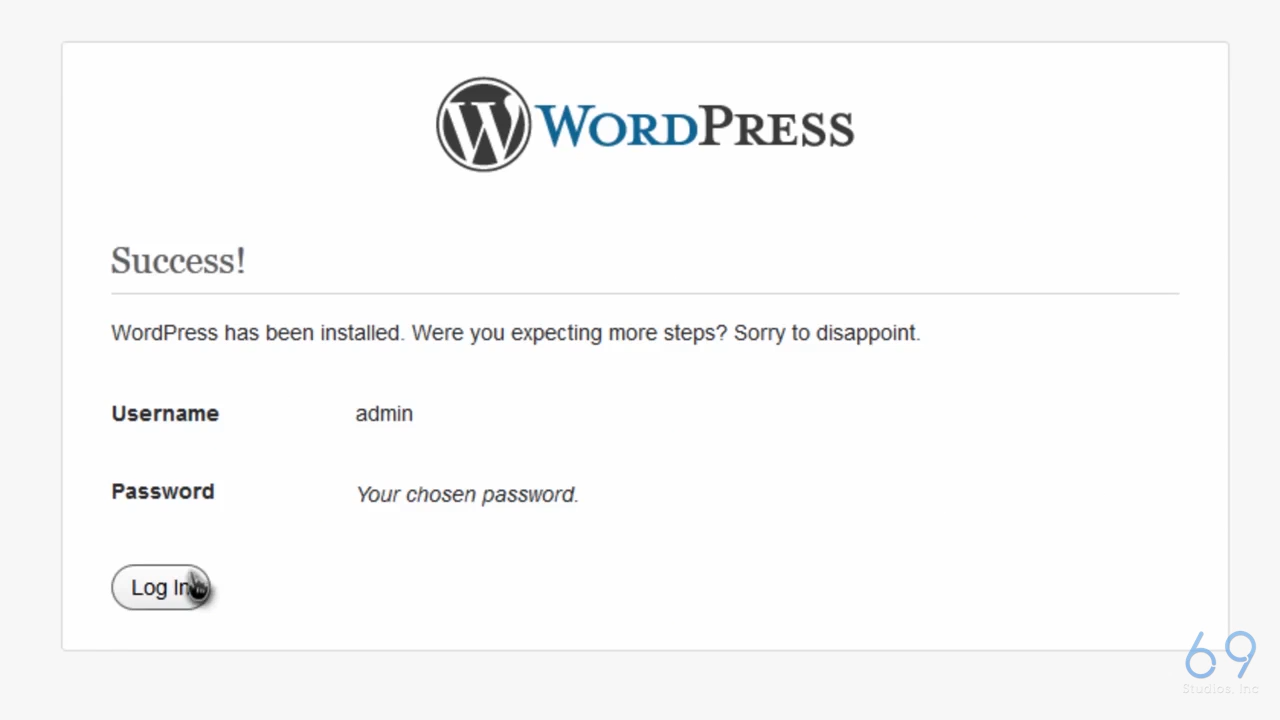 WORDPRESS
Success!
WordPress has been installed. Were you expecting more steps? Sorry to disappoint.
Username admin
Password Your chosen password.
Log In
69
Studios, Inc